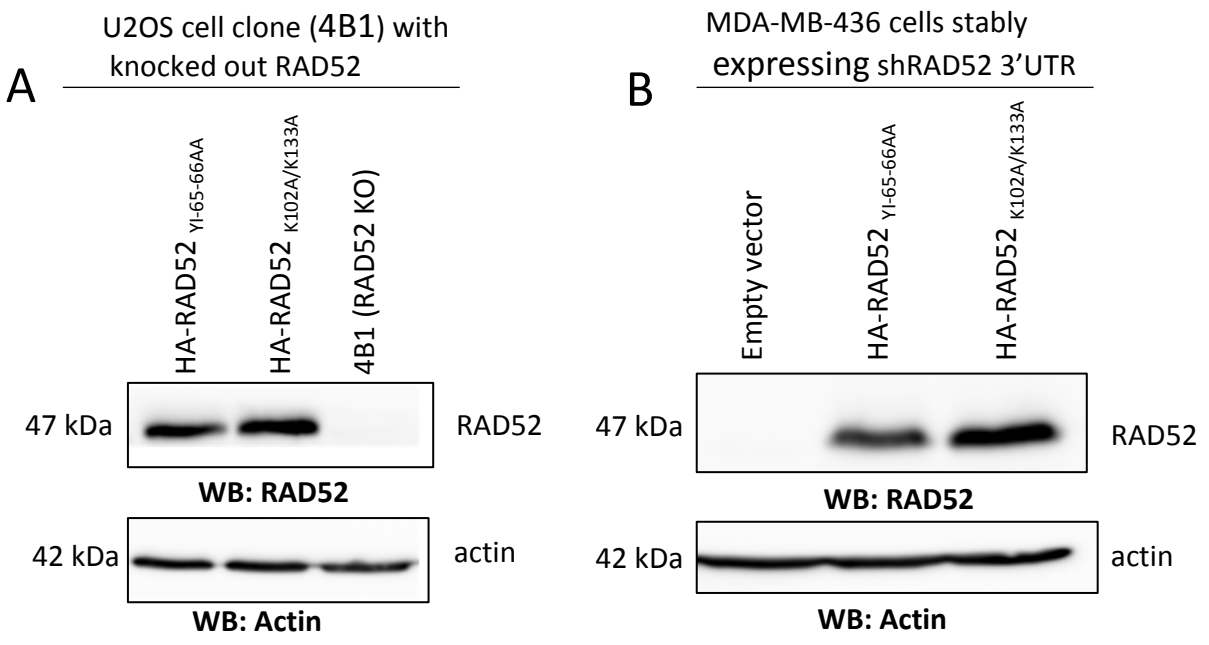 A
U2OS cell clone (4B1) with
knocked out RAD52
HA-RAD52 YI-65-66AA
HA-RAD52 K102A/K133A
4B1 (RAD52 KO)
47 kDa
RAD52
WB: RAD52
42 kDa
actin
WB: Actin
B
MDA-MB-436 cells stably
expressing shRAD52 3’UTR
Empty vector
HA-RAD52 YI-65-66AA
HA-RAD52 K102A/K133A
47 kDa
RAD52
WB: RAD52
42 kDa
actin
WB: Actin